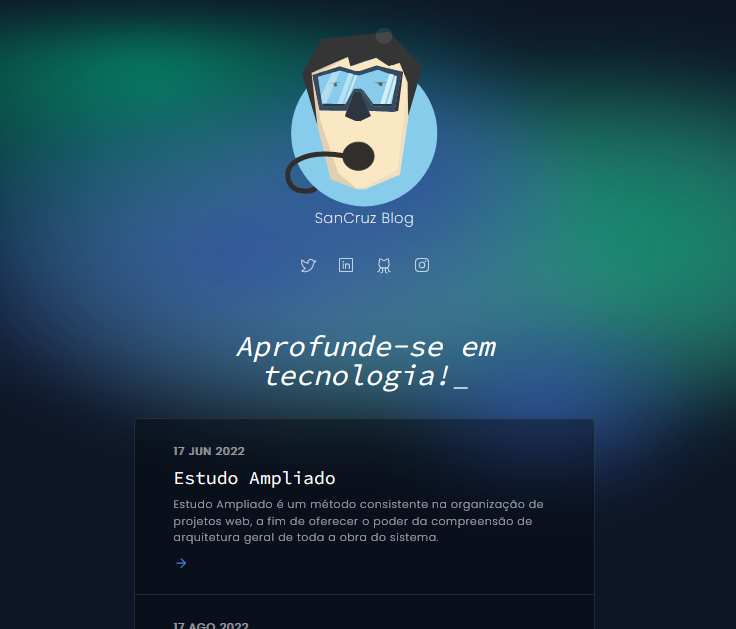 SanCruz Blog
Aprofunde-se em
tecnologia!_
17 JUN 2022
Estudo Ampliado
Estudo Ampliado é um método consistente na organização de
projetos web, a fim de oferecer o poder da compreensão de
arquitetura geral de toda a obra do sistema.
17 AGO 2022